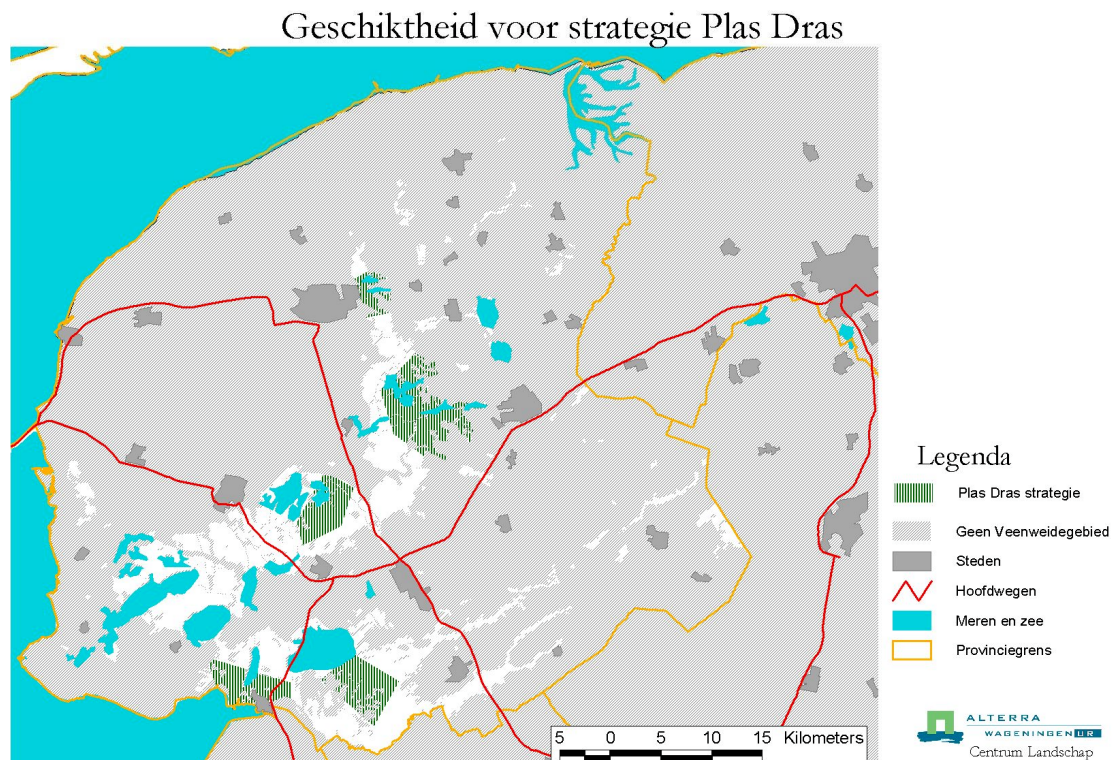 Geschiktheid voor strategie Plas Dras
Legenda
Plas Dras strategie
Geen Veenweidegebied
Steden
Hoofdwegen
Meren en zee
Provinciegrens
5 0 5 10 15 Kilometers
ALTERRA
WAGENINGEN UR
Centrum Landschap